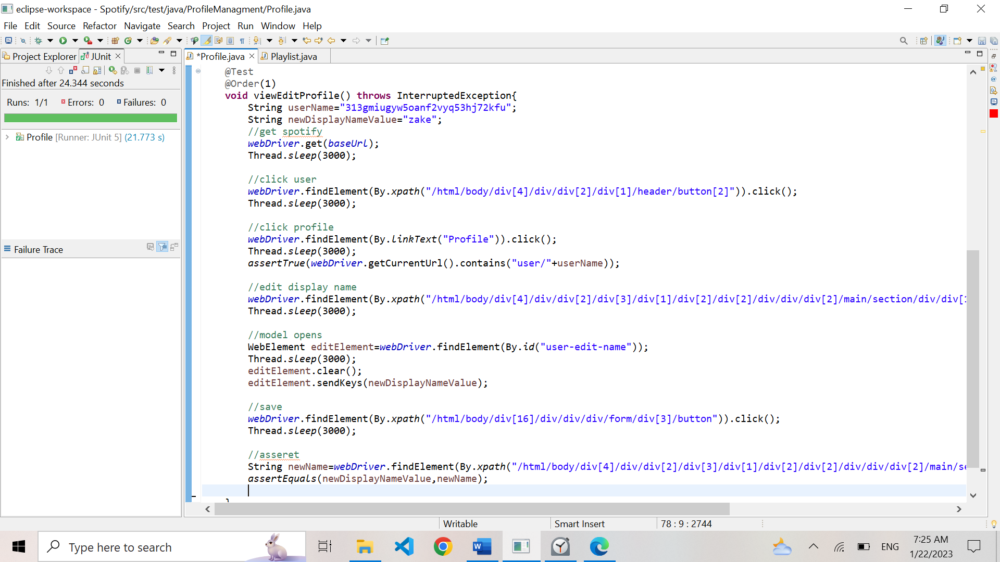 eclipse-workspace - Spotify/src/test/java/ProfileManagment/Profile.java
File Edit Source Refactor Navigate Search Project Run Window Help
Project Explorer JUnit
Finished after 24.344 seconds
Runs: 1/1 Errors: 0 Failures: 0
Profile [Runner: JUnit 5] (21.773 s)
Failure Trace
*Profile.java Playlist.java
@Test
@Order(1)
void viewEditProfile() throws InterruptedException{
String userName="313gmiugyw5oanf2vyq53hj72kfu";
String newDisplayNameValue="zake";
//get spotify
webDriver.get(baseUrl);
Thread.sleep(3000);
//click user
webDriver.findElement(By.xpath("/html/body/div[4]/div/div[2]/div[1]/header/button[2]")).click();
Thread.sleep(3000);
//click profile
webDriver.findElement(By.linkText("Profile")).click();
Thread.sleep(3000);
assertTrue(webDriver.getCurrentUrl().contains("user/"+userName));
//edit display name
webDriver.findElement(By.xpath("/html/body/div[4]/div/div[2]/div[3]/div[1]/div[2]/div[2]/div/div/div[2]/main/section/div/div[1
Thread.sleep(3000);
//model opens
WebElement editElement=webDriver.findElement(By.id("user-edit-name"));
Thread.sleep(3000);
editElement.clear();
editElement.sendKeys(newDisplayNameValue);
//save
webDriver.findElement(By.xpath("/html/body/div[16]/div/div/div/form/div[3]/button")).click();
Thread.sleep(3000);
//asseret
String newName=webDriver.findElement(By.xpath("/html/body/div[4]/div/div[2]/div[3]/div[1]/div[2]/div[2]/div/div/div[2]/main/se
assertEquals(newDisplayNameValue,newName);
}
Writable Smart Insert 78 : 9 : 2744
Type here to search
ENG
7:25 AM
1/22/2023